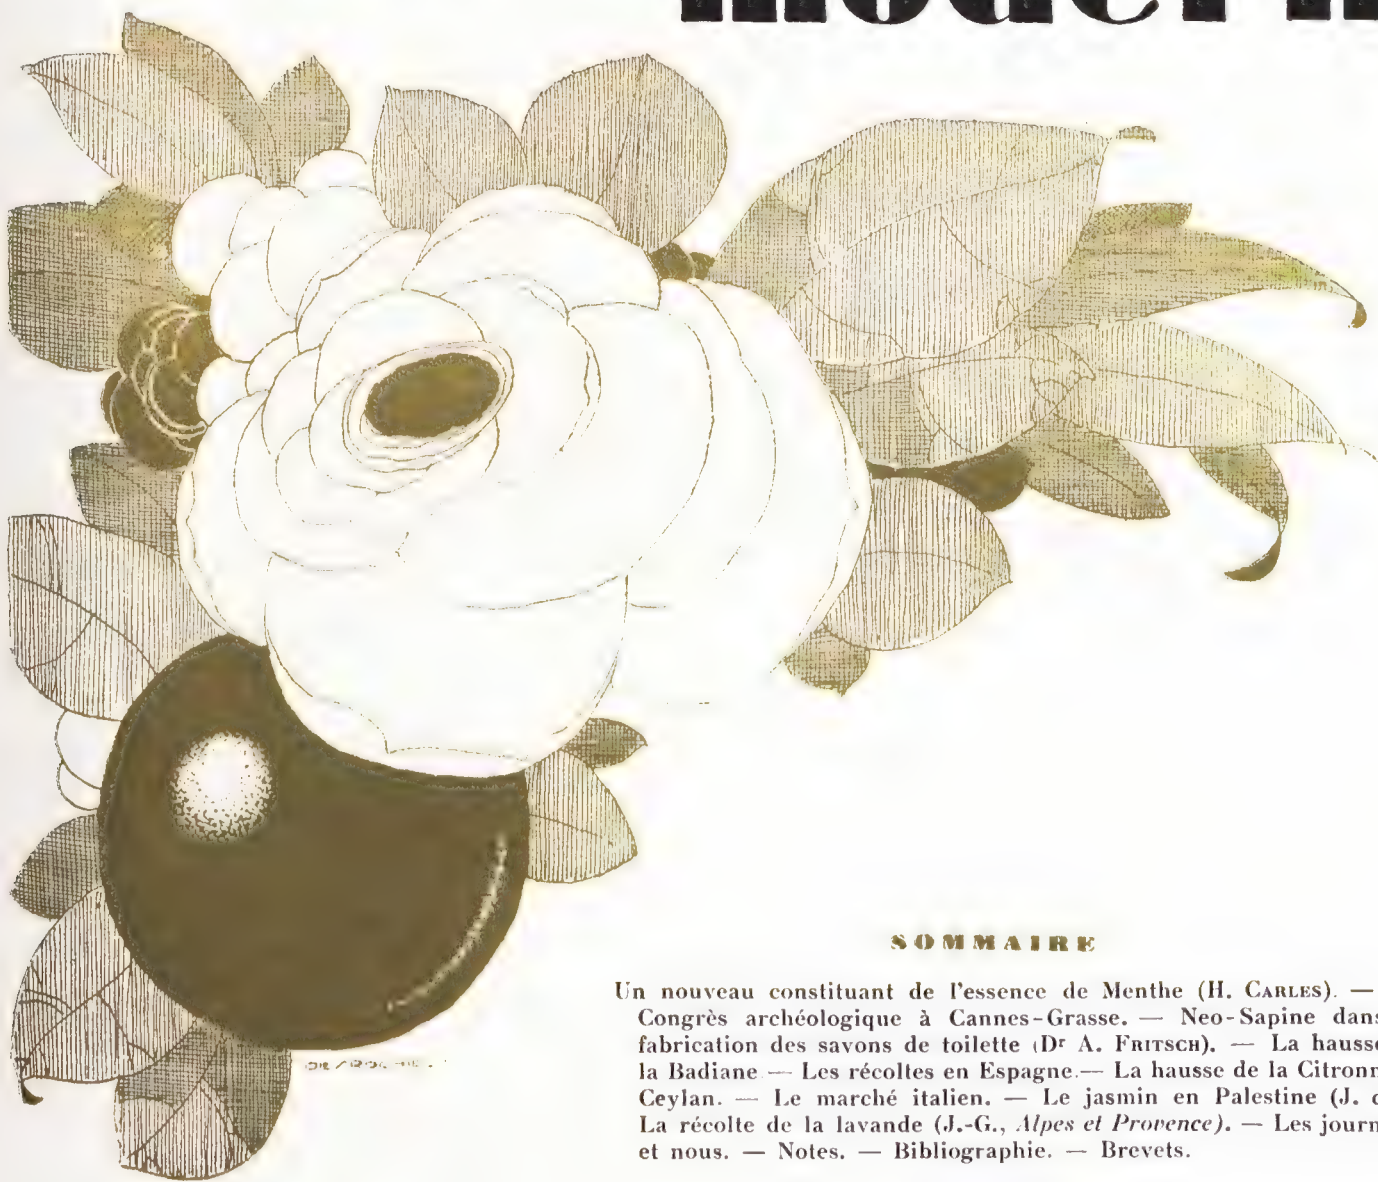 SOMMAIRE
Un nouveau constituant de l'essence de Menthe (H. CARLES). —
Congrès archéologique à Cannes-Grasse. — Neo-Sapine dans
fabrication des savons de toilette (Dr A. FRITSCH). — La hausse
la Badiane — Les récoltes en Espagne. — La hausse de la
Ceylan. — Le marché italien. — Le jasmin en Palestine (J.
La récolte de la lavande (J.-G., Alpes et Provence). — Les
et nous. — Notes. — Bibliographie. — Brevets.